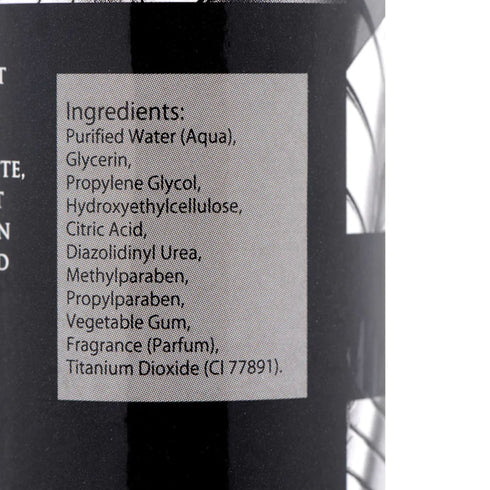 T
TE,
T
N
D
Ingredients:
Purified Water (Aqua),
Glycerin,
Propylene Glycol,
Hydroxyethylcellulose,
Citric Acid,
Diazolidinyl Urea,
Methylparaben,
Propylparaben,
Vegetable Gum,
Fragrance (Parfum),
Titanium Dioxide (CI 77891).